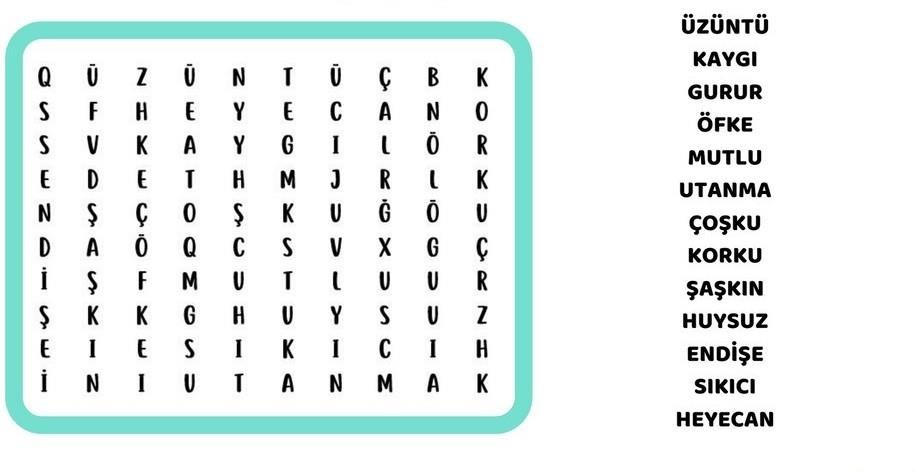 Q Ü Z Ü N T Ü Ç B K
S F H E Y E C A N O
S V K A Y G I L Ö R
E D E T H M J R L K
N Ş Ç O Ş K U Ğ Ö U
D A Ö Q C S V X G Ç
İ Ş F M U T L U U R
Ş K K G H U Y S U Z
E I E S I K I C I H
İ N I U T A N M A K
ÜZÜNTÜ
KAYGI
GURUR
ÖFKE
MUTLU
UTANMA
ÇOŞKU
KORKU
ŞAŞKIN
HUYSUZ
ENDİŞE
SIKICI
HEYECAN